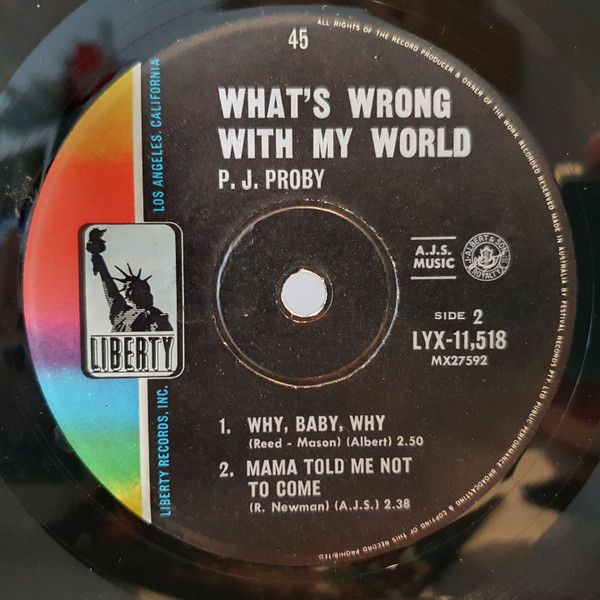 45
ALL RIGHTS OF THE RECORD PRODUCER & OWNER OF THE WORK RECORDED RESERVED MADE IN AUSTRALIA BY FESTIVAL RECORDS PTY LTD PUBLIC PERFORMANCE BROADCASTING & COPYING OF THIS RECORD PROHIBITED
WHAT'S WRONG
WITH MY WORLD
P. J. PROBY
LOS ANGELES, CALIFORNIA
LIBERTY
LIBERTY RECORDS, INC.
A.J.S.
MUSIC
J. ALBERT & SON
ROYALTY
SIDE 2
LYX-11,518
MX27592
1. WHY, BABY, WHY
(Reed - Mason) (Albert) 2.50
2. MAMA TOLD ME NOT
TO COME
(R. Newman) (A.J.S.) 2.38